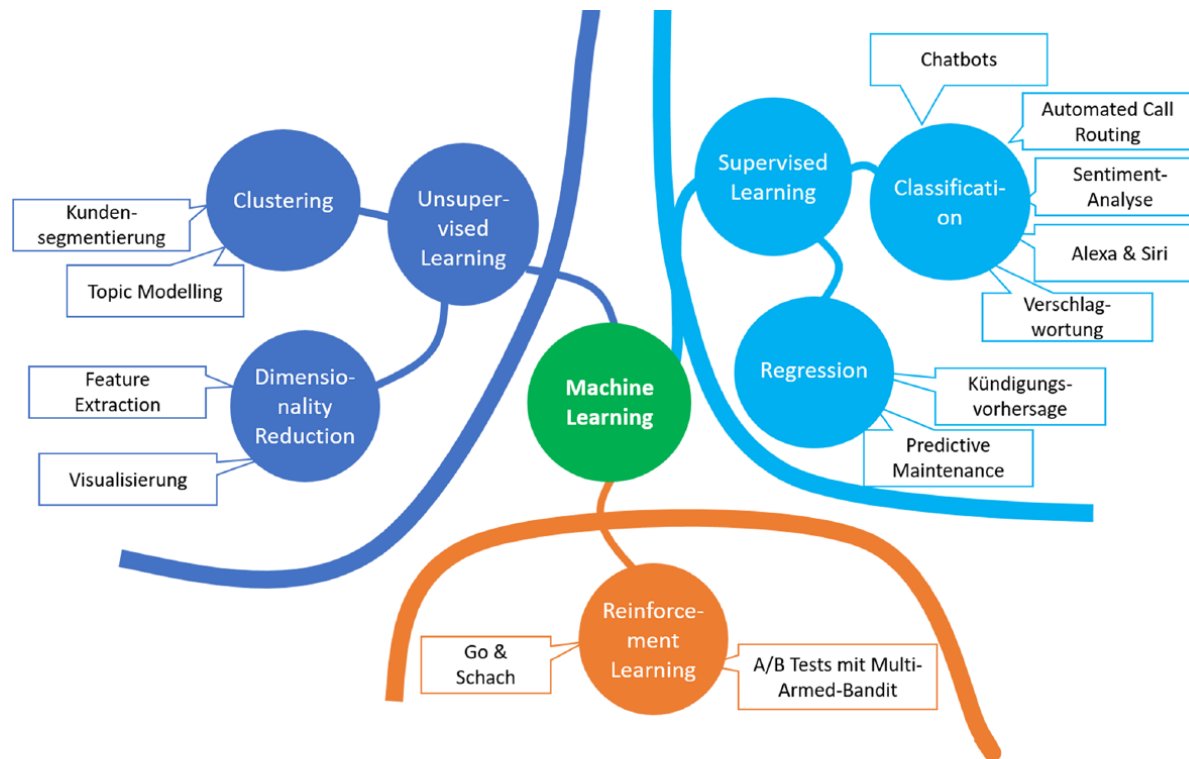 Chatbots
Automated Call
Routing
Supervised
Learning
Classificati-
on
Sentiment-
Analyse
Alexa & Siri
Verschlag-
wortung
Regression
Kündigungs-
vorhersage
Predictive
Maintenance
Clustering
Unsuper-
vised
Learning
Kunden-
segmentierung
Topic Modelling
Dimensio-
nality
Reduction
Feature
Extraction
Visualisierung
Machine
Learning
Reinforce-
ment
Learning
Go &
Schach
A/B Tests mit Multi-
Armed-Bandit